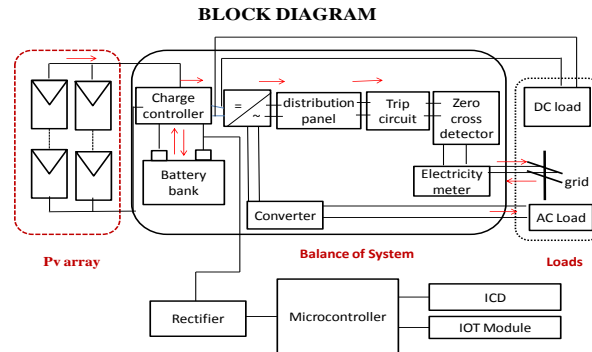 BLOCK DIAGRAM
Charge
controller
=
~
distribution
panel
Trip
circuit
Zero
cross
detector
DC load
Battery
bank
Electricity
meter
grid
Converter
AC Load
Pv array
Balance of System
Loads
Rectifier
Microcontroller
ICD
IOT Module